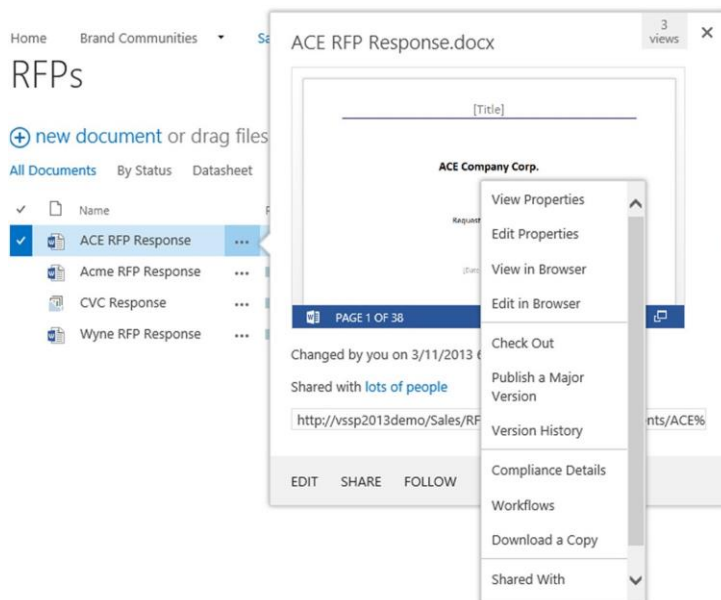 Home Brand Communities Sa
RFPs
new document or drag files
All Documents By Status Datasheet
Name
ACE RFP Response ...
Acme RFP Response ...
CVC Response ...
Wyne RFP Response ...
ACE RFP Response.docx
3
views
[Title]
ACE Company Corp.
Request
PAGE 1 OF 38
Changed by you on 3/11/2013 6
Shared with lots of people
http://vssp2013demo/Sales/RF
nts/ACE%
EDIT SHARE FOLLOW
View Properties
Edit Properties
View in Browser
Edit in Browser
Check Out
Publish a Major
Version
Version History
Compliance Details
Workflows
Download a Copy
Shared With